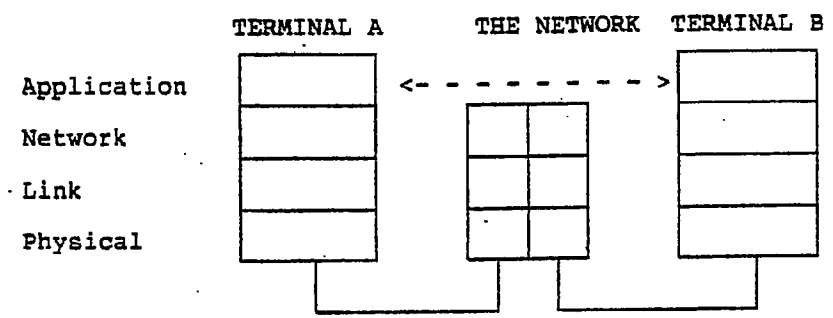 TERMINAL A THE NETWORK TERMINAL B
Application <- - - - - - >
Network
Link
Physical